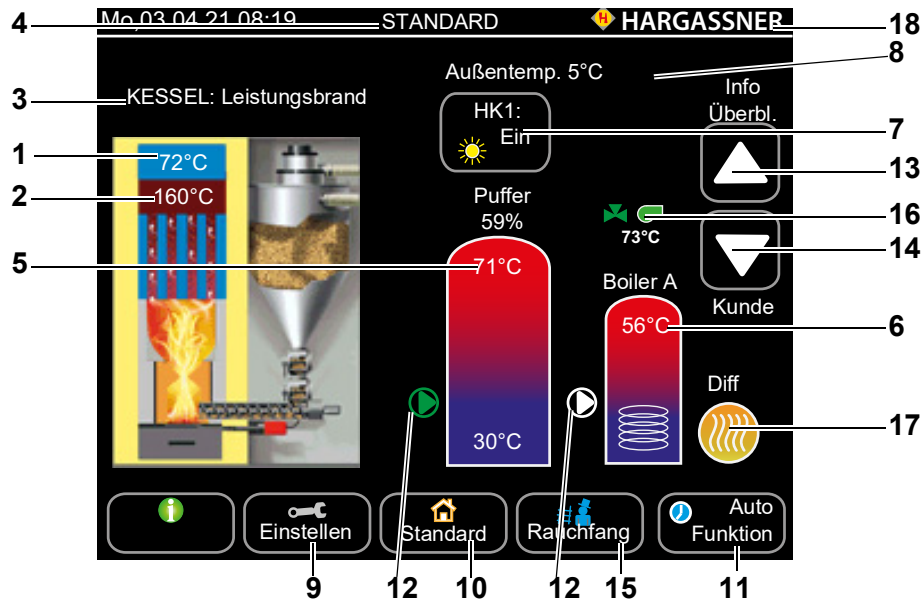 Mo,03.04.21 08:19
STANDARD
H HARGASSNER
4
18
8
Außentemp. 5°C
3
KESSEL: Leistungsbrand
Info
Überbl.
HK1:
Ein
7
1
72°C
13
2
160°C
Puffer
59%
16
73°C
14
5
71°C
Boiler A
Kunde
56°C
6
Diff
17
30°C
i
Einstellen
Standard
Rauchfang
Auto
Funktion
9
12
10
12
15
11